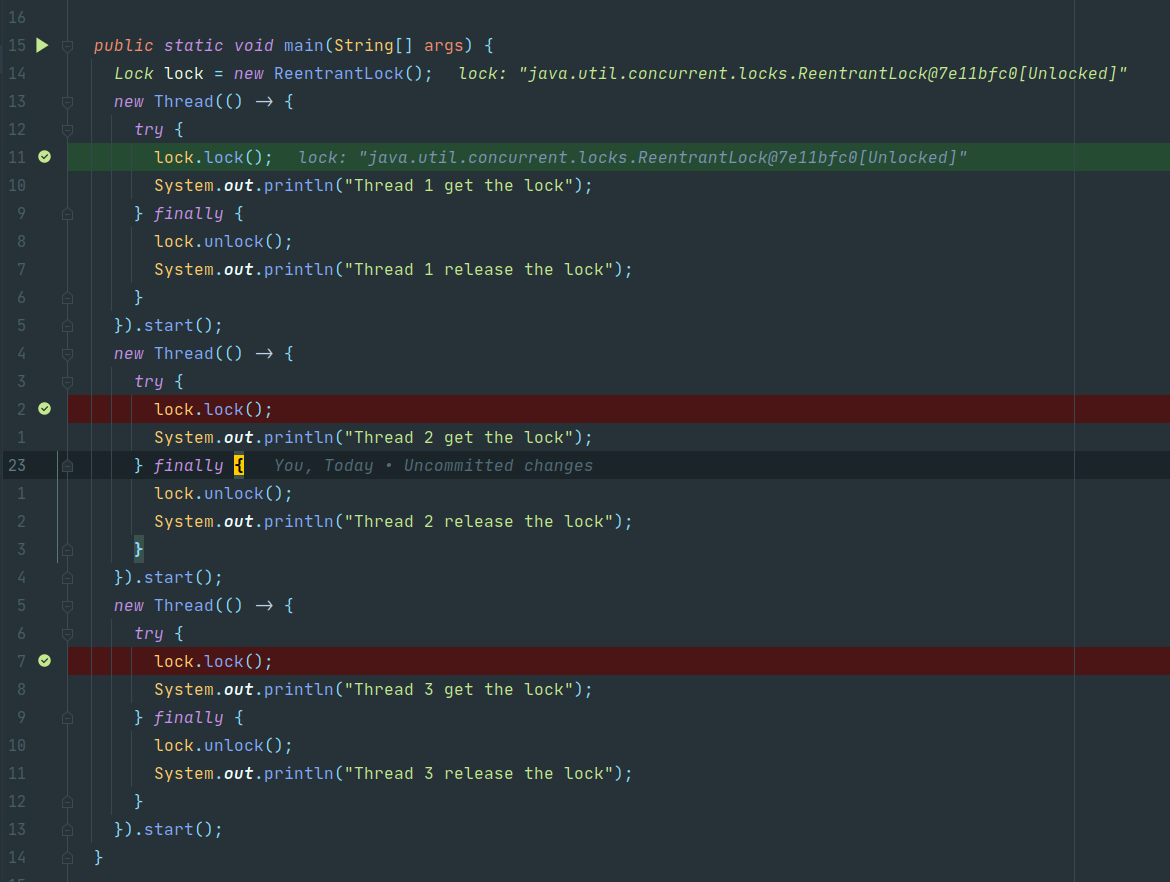 16
15 public static void main(String[] args) {
14 Lock lock = new ReentrantLock(); lock: "java.util.concurrent.locks.ReentrantLock@7e11bfc0[Unlocked]"
13 new Thread(() -> {
12 try {
11 lock.lock(); lock: "java.util.concurrent.locks.ReentrantLock@7e11bfc0[Unlocked]"
10 System.out.println("Thread 1 get the lock");
9 } finally {
8 lock.unlock();
7 System.out.println("Thread 1 release the lock");
6 }
5 }).start();
4 new Thread(() -> {
3 try {
2 lock.lock();
1 System.out.println("Thread 2 get the lock");
23 } finally { You, Today • Uncommitted changes
1 lock.unlock();
2 System.out.println("Thread 2 release the lock");
3 }
4 }).start();
5 new Thread(() -> {
6 try {
7 lock.lock();
8 System.out.println("Thread 3 get the lock");
9 } finally {
10 lock.unlock();
11 System.out.println("Thread 3 release the lock");
12 }
13 }).start();
14 }